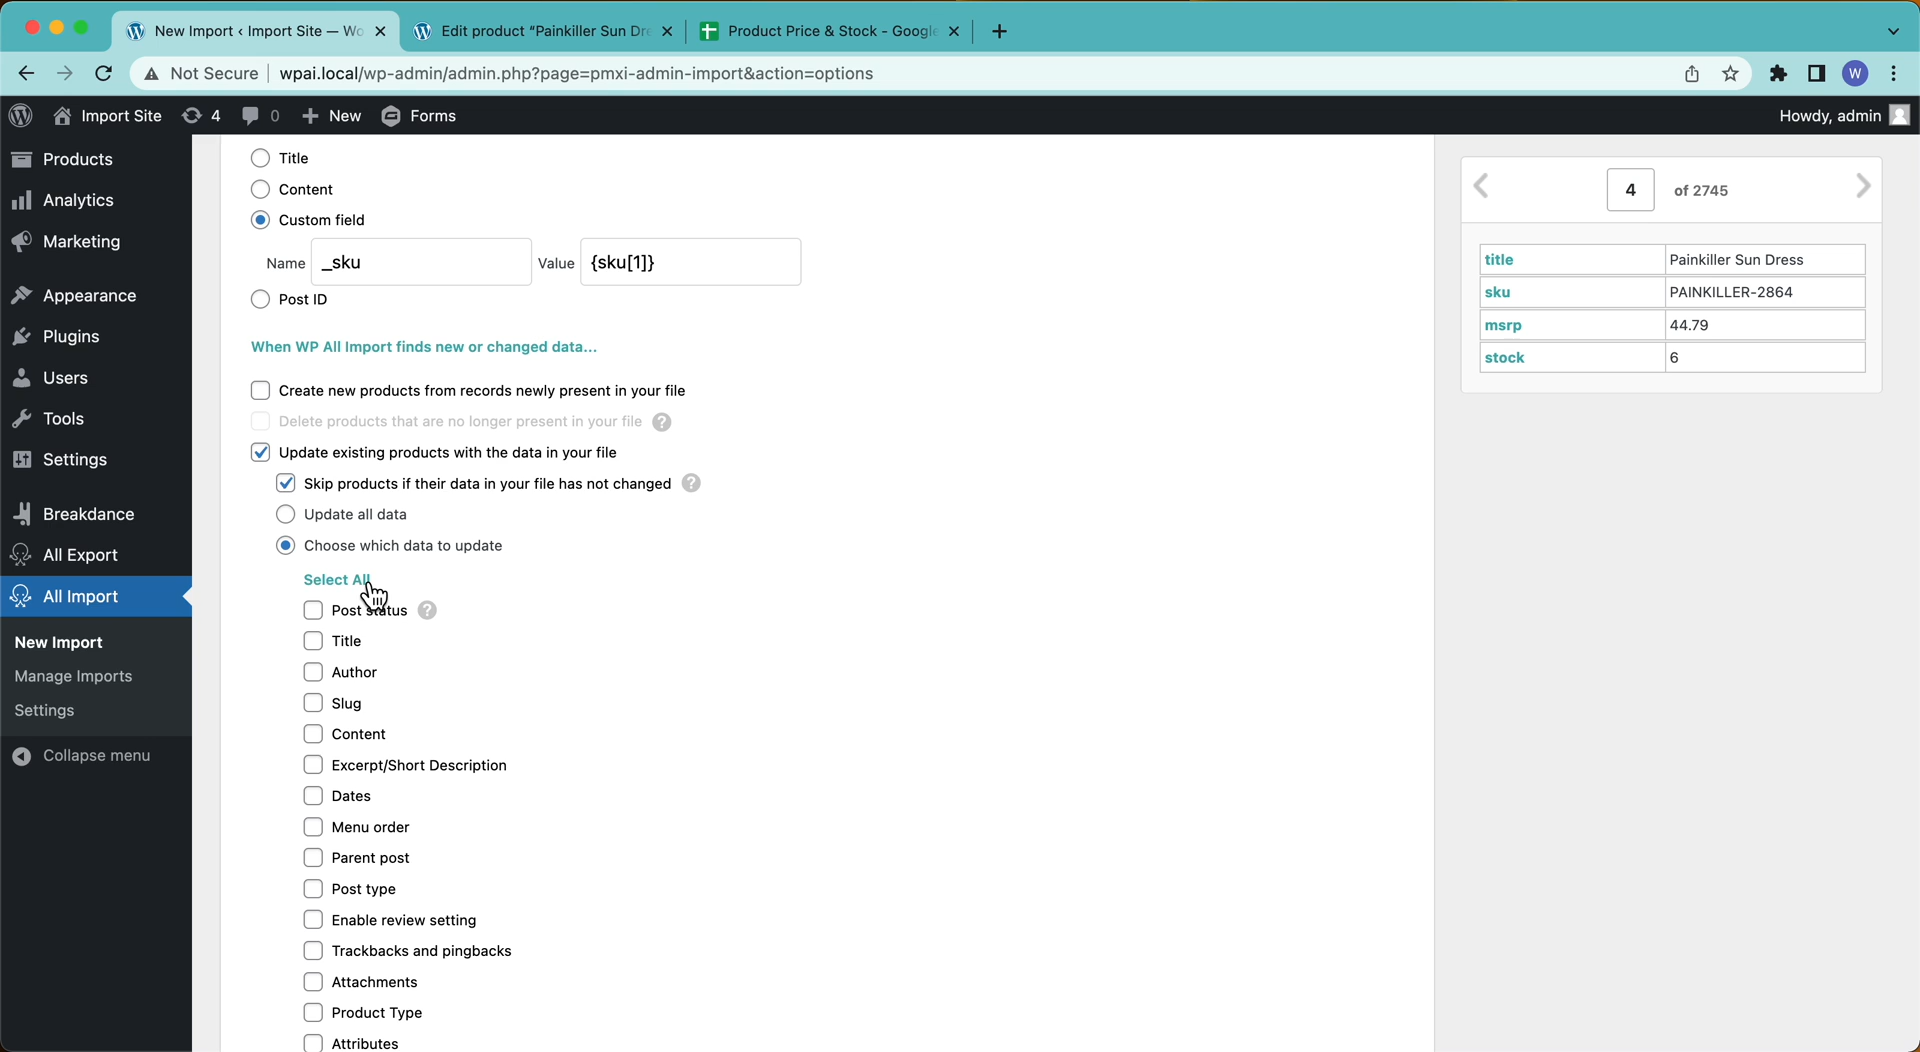 New Import ‹ Import Site — Wo
Edit product “Painkiller Sun Dre
Product Price & Stock - Google
Not Secure
wpai.local/wp-admin/admin.php?page=pmxi-admin-import&action=options
W
Import Site
4
0
New
Forms
Howdy, admin
Products
Analytics
Marketing
Appearance
Plugins
Users
Tools
Settings
Breakdance
All Export
All Import
New Import
Manage Imports
Settings
Collapse menu
Title
Content
Custom field
Name
_sku
Value
{sku[1]}
Post ID
When WP All Import finds new or changed data...
Create new products from records newly present in your file
Delete products that are no longer present in your file ?
Update existing products with the data in your file
Skip products if their data in your file has not changed ?
Update all data
Choose which data to update
Select All
Post status ?
Title
Author
Slug
Content
Excerpt/Short Description
Dates
Menu order
Parent post
Post type
Enable review setting
Trackbacks and pingbacks
Attachments
Product Type
Attributes
4 of 2745
title Painkiller Sun Dress
sku PAINKILLER-2864
msrp 44.79
stock 6